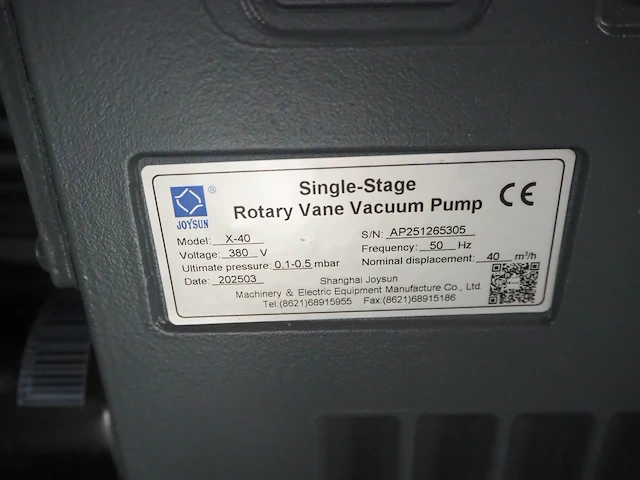 Single-Stage
Rotary Vane Vacuum Pump
CE
®
JOYSUN
Model: X-40 S/N: AP251265305
Voltage: 380 V Frequency: 50 Hz
Ultimate pressure: 0.1-0.5 mbar Nominal displacement: 40 m³/h
Date: 202503
Shanghai Joysun
Machinery & Electric Equipment Manufacture Co., Ltd.
Tel:(8621)68915955 Fax:(8621)68915186